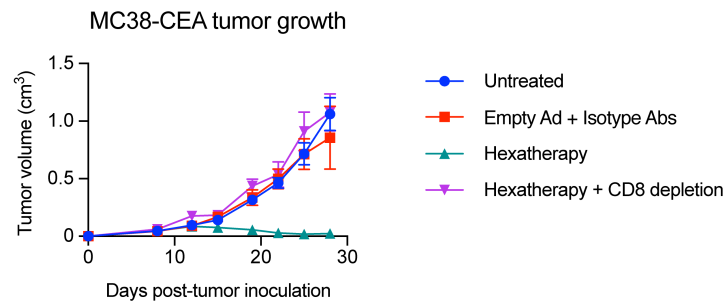 MC38-CEA tumor growth
Tumor volume (cm³)
1.5
1.0
0.5
0
0
10
20
30
Days post-tumor inoculation
Untreated
Empty Ad + Isotype Abs
Hexatherapy
Hexatherapy + CD8 depletion